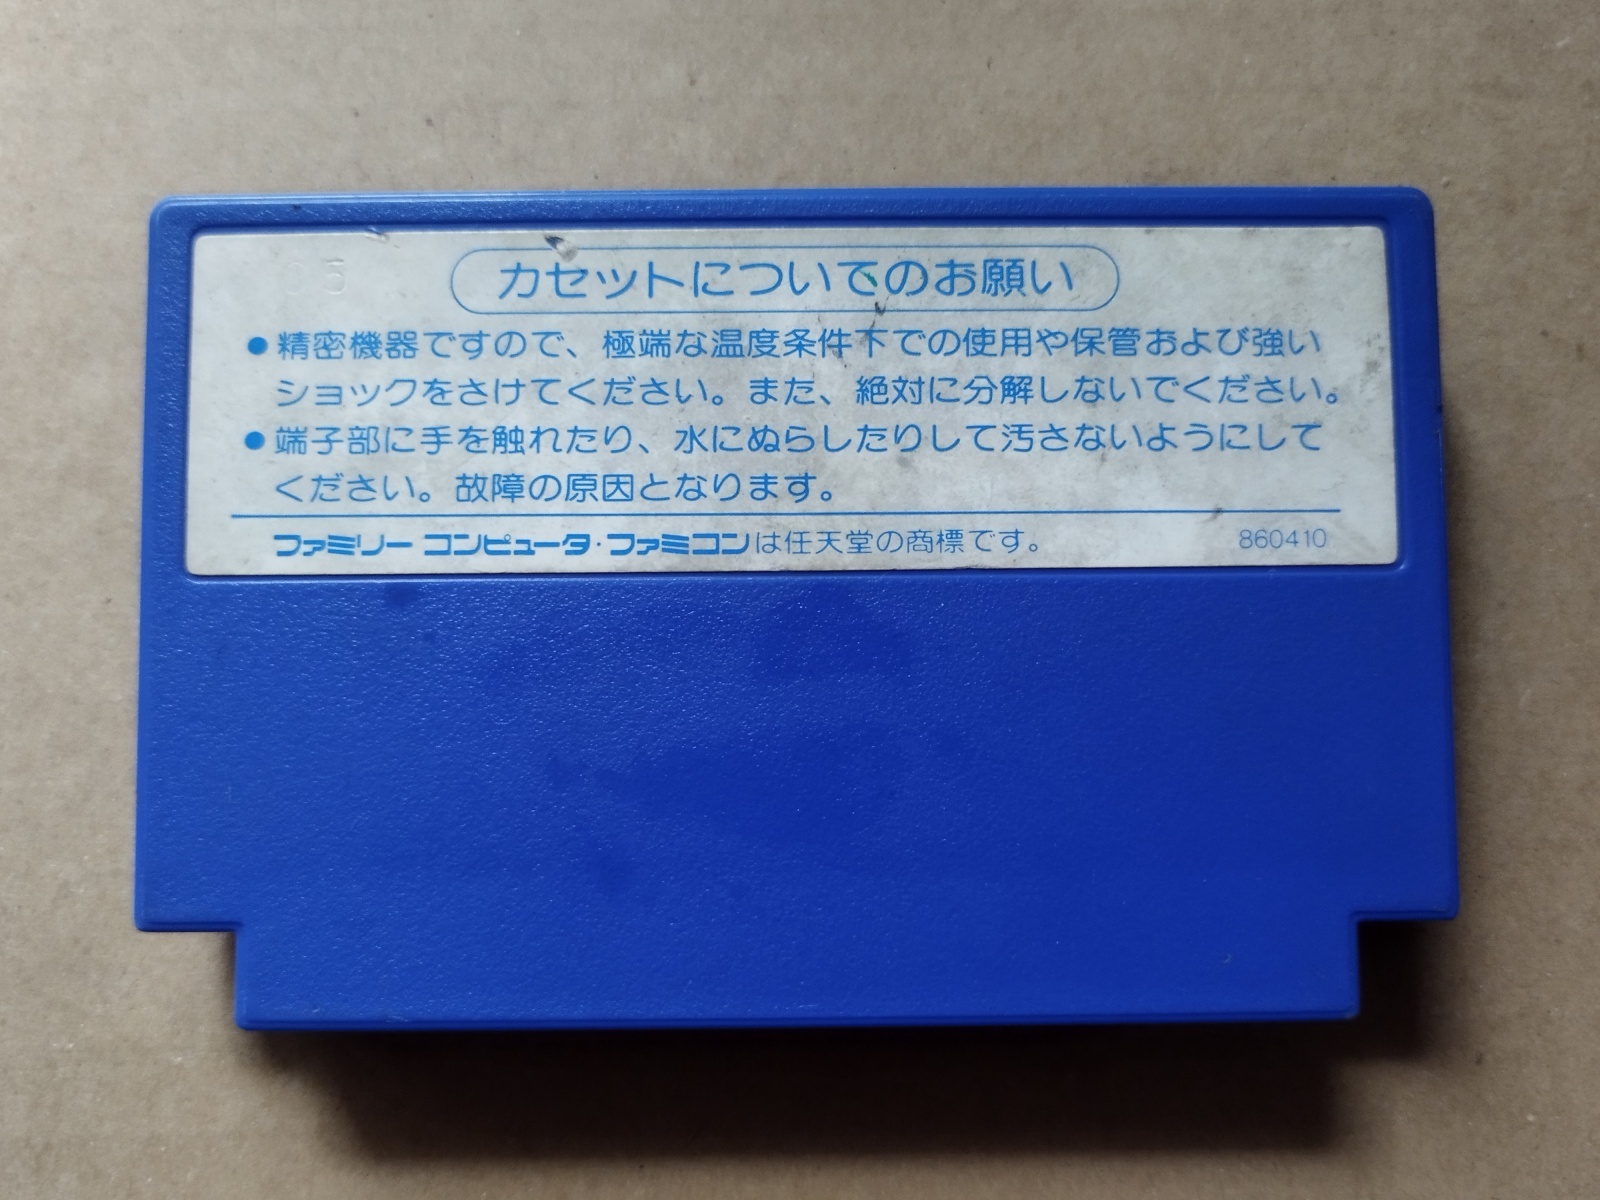 カセットについてのお願い
●精密機器ですので、極端な温度条件下での使用や保管および強い
ショックをさけてください。また、絶対に分解しないでください。
●端子部に手を触れたり、水にぬらしたりして汚さないようにして
ください。故障の原因となります。
ファミリー コンピュータ・ファミコンは任天堂の商標です。 860410